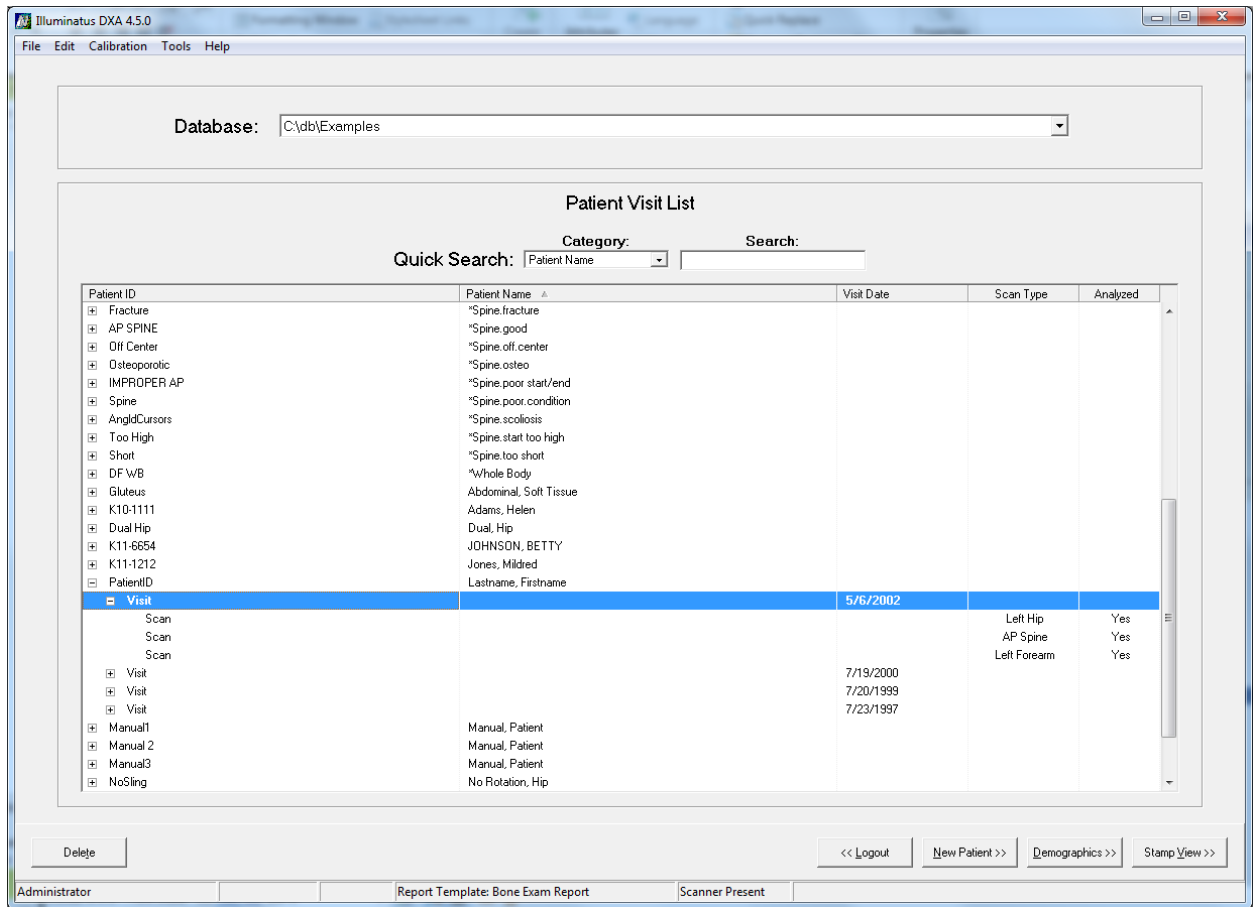 Illuminatus DXA 4.5.0
File Edit Calibration Tools Help
Database: C:\db\Examples
Patient Visit List
Category: Search:
Quick Search: Patient Name
Patient ID Patient Name Visit Date Scan Type Analyzed
Fracture *Spine.fracture
AP SPINE *Spine.good
Off Center *Spine.off.center
Osteoporotic *Spine.osteo
IMPROPER AP *Spine.poor start/end
Spine *Spine.poor.condition
AngldCursors *Spine.scoliosis
Too High *Spine.start too high
Short *Spine.too short
DF WB *Whole Body
Gluteus Abdominal, Soft Tissue
K10-1111 Adams, Helen
Dual Hip Dual, Hip
K11-6654 JOHNSON, BETTY
K11-1212 Jones, Mildred
PatientID Lastname, Firstname
Visit 5/6/2002
Scan Left Hip Yes
Scan AP Spine Yes
Scan Left Forearm Yes
Visit 7/19/2000
Visit 7/20/1999
Visit 7/23/1997
Manual1 Manual, Patient
Manual 2 Manual, Patient
Manual3 Manual, Patient
NoSling No Rotation, Hip
Delete << Logout New Patient >> Demographics >> Stamp View >>
Administrator Report Template: Bone Exam Report Scanner Present